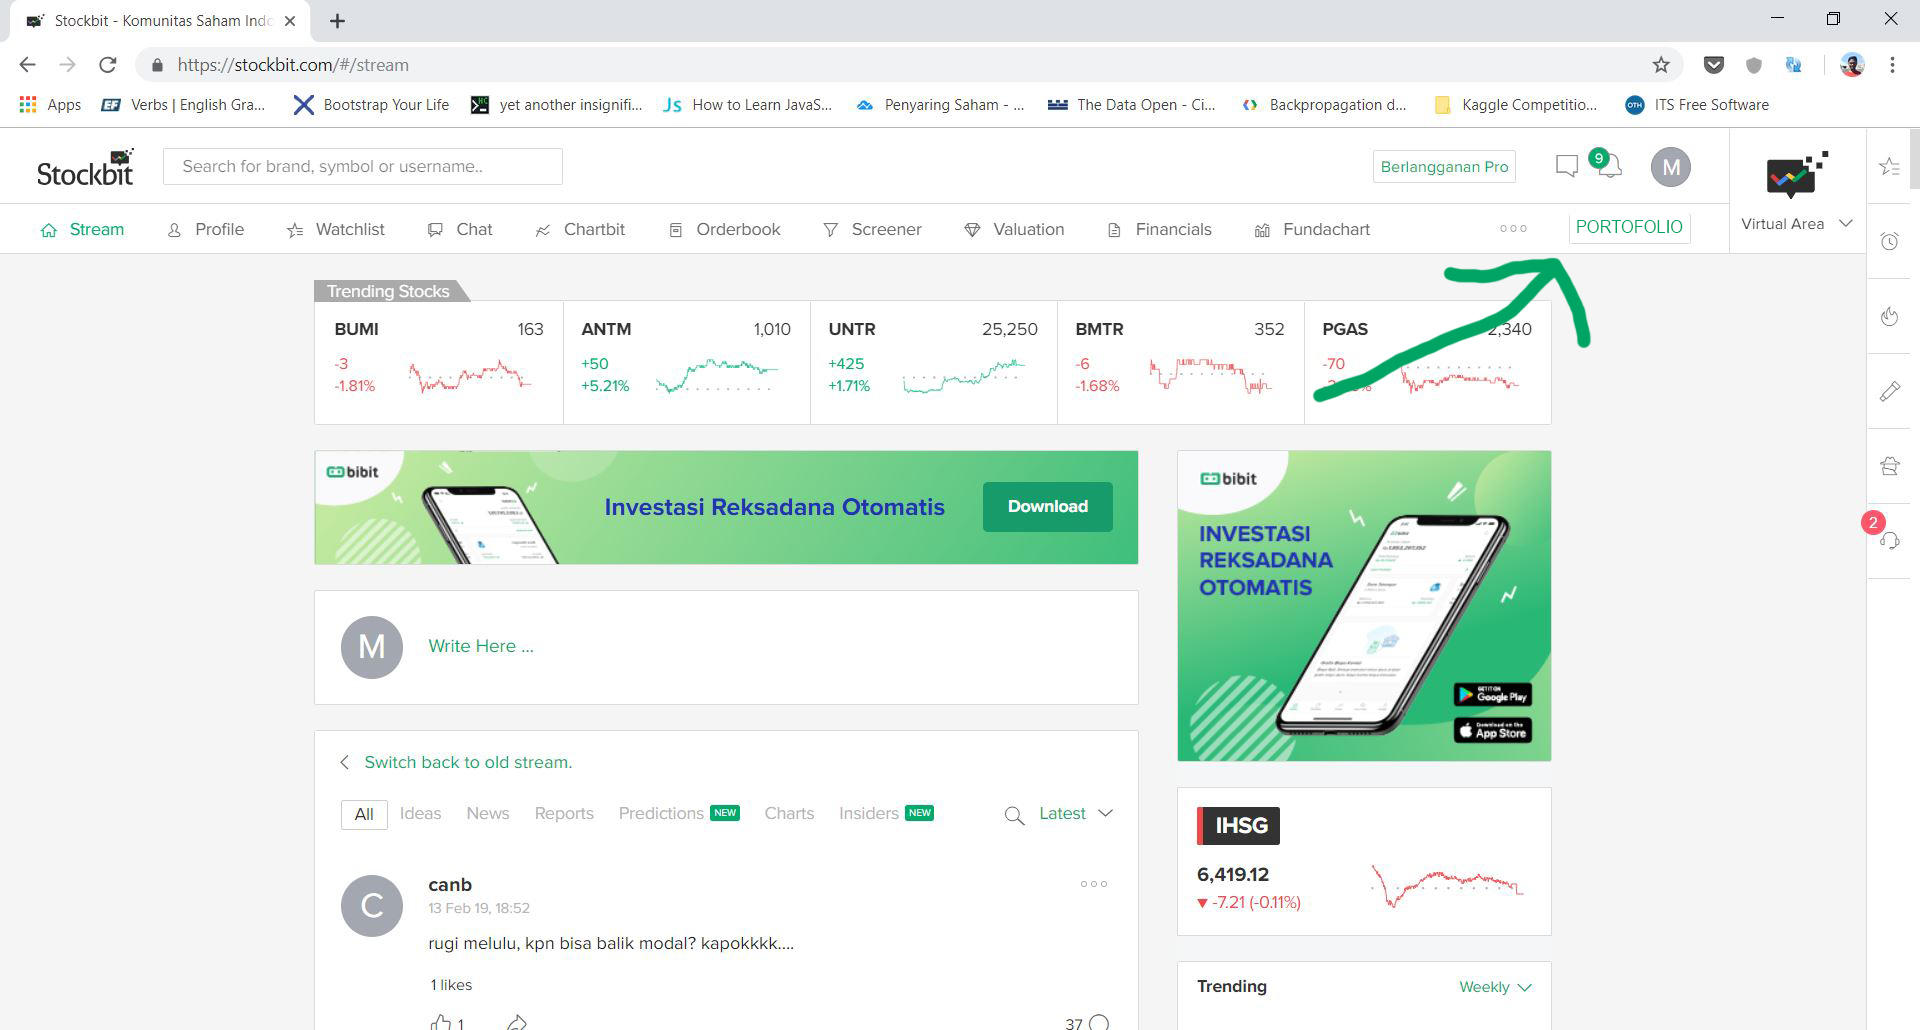 Stockbit - Komunitas Saham Indo
https://stockbit.com/#/stream
Apps
EF Verbs | English Gra...
Bootstrap Your Life
yet another insignifi...
JS How to Learn JavaS...
Penyaring Saham - ...
The Data Open - Ci...
Backpropagation d...
Kaggle Competitio...
OTH ITS Free Software
Stockbit
Search for brand, symbol or username..
Berlangganan Pro
9
M
Virtual Area
Stream
Profile
Watchlist
Chat
Chartbit
Orderbook
Screener
Valuation
Financials
Fundachart
PORTOFOLIO
Trending Stocks
BUMI 163
-3
-1.81%
ANTM 1,010
+50
+5.21%
UNTR 25,250
+425
+1.71%
BMTR 352
-6
-1.68%
PGAS 2,340
-70
bibit
Investasi Reksadana Otomatis
Download
bibit
INVESTASI
REKSADANA
OTOMATIS
GET IT ON
Google Play
Download on the
App Store
2
M
Write Here ...
Switch back to old stream.
All
Ideas
News
Reports
Predictions NEW
Charts
Insiders NEW
Latest
C
canb
13 Feb 19, 18:52
rugi melulu, kpn bisa balik modal? kapokkkk....
1 likes
1
37
IHSG
6,419.12
▼ -7.21 (-0.11%)
Trending
Weekly